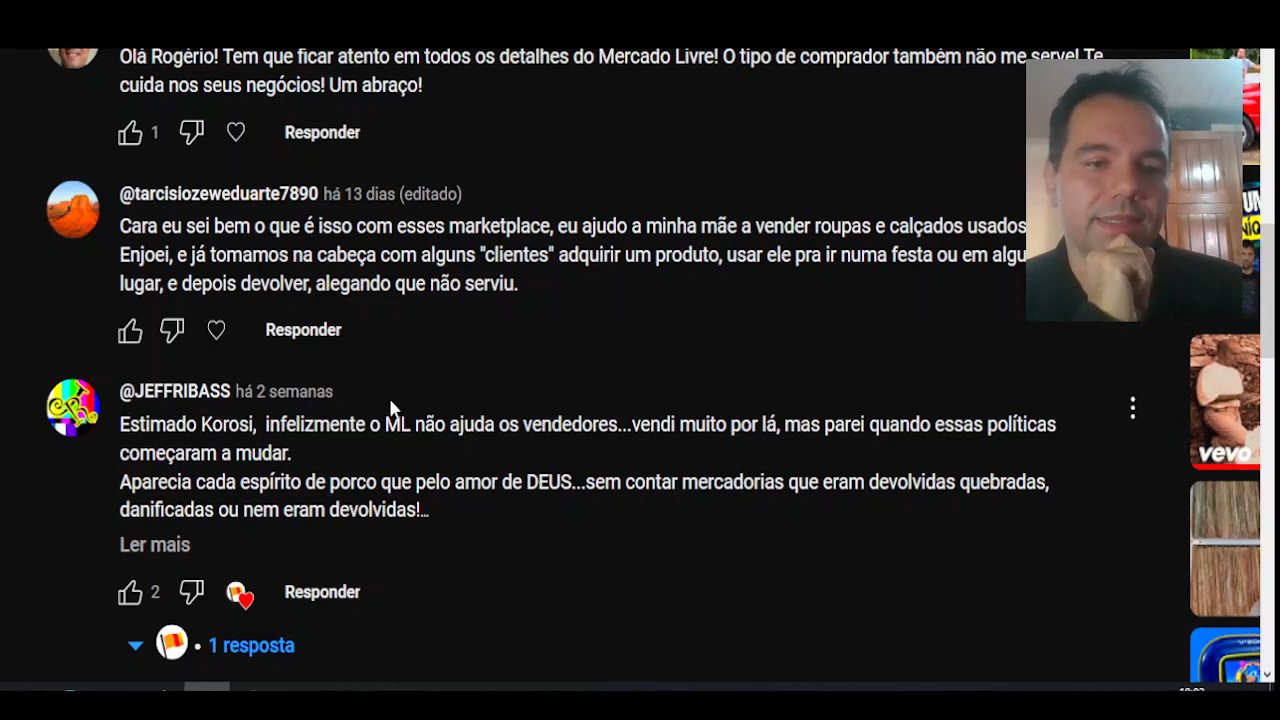 Olá Rogério! Tem que ficar atento em todos os detalhes do Mercado Livre! O tipo de comprador também não me serve! Te
cuida nos seus negócios! Um abraço!
1 Responder
@tarcisiozeweduarte7890 há 13 dias (editado)
Cara eu sei bem o que é isso com esses marketplace, eu ajudo a minha mãe a vender roupas e calçados usados
Enjoei, e já tomamos na cabeça com alguns "clientes" adquirir um produto, usar ele pra ir numa festa ou em algu
lugar, e depois devolver, alegando que não serviu.
Responder
@JEFFRIBASS há 2 semanas
Estimado Korosi, infelizmente o ML não ajuda os vendedores...vendi muito por lá, mas parei quando essas políticas
começaram a mudar.
Aparecia cada espírito de porco que pelo amor de DEUS...sem contar mercadorias que eram devolvidas quebradas,
danificadas ou nem eram devolvidas!...
Ler mais
2 Responder
1 resposta
vevo